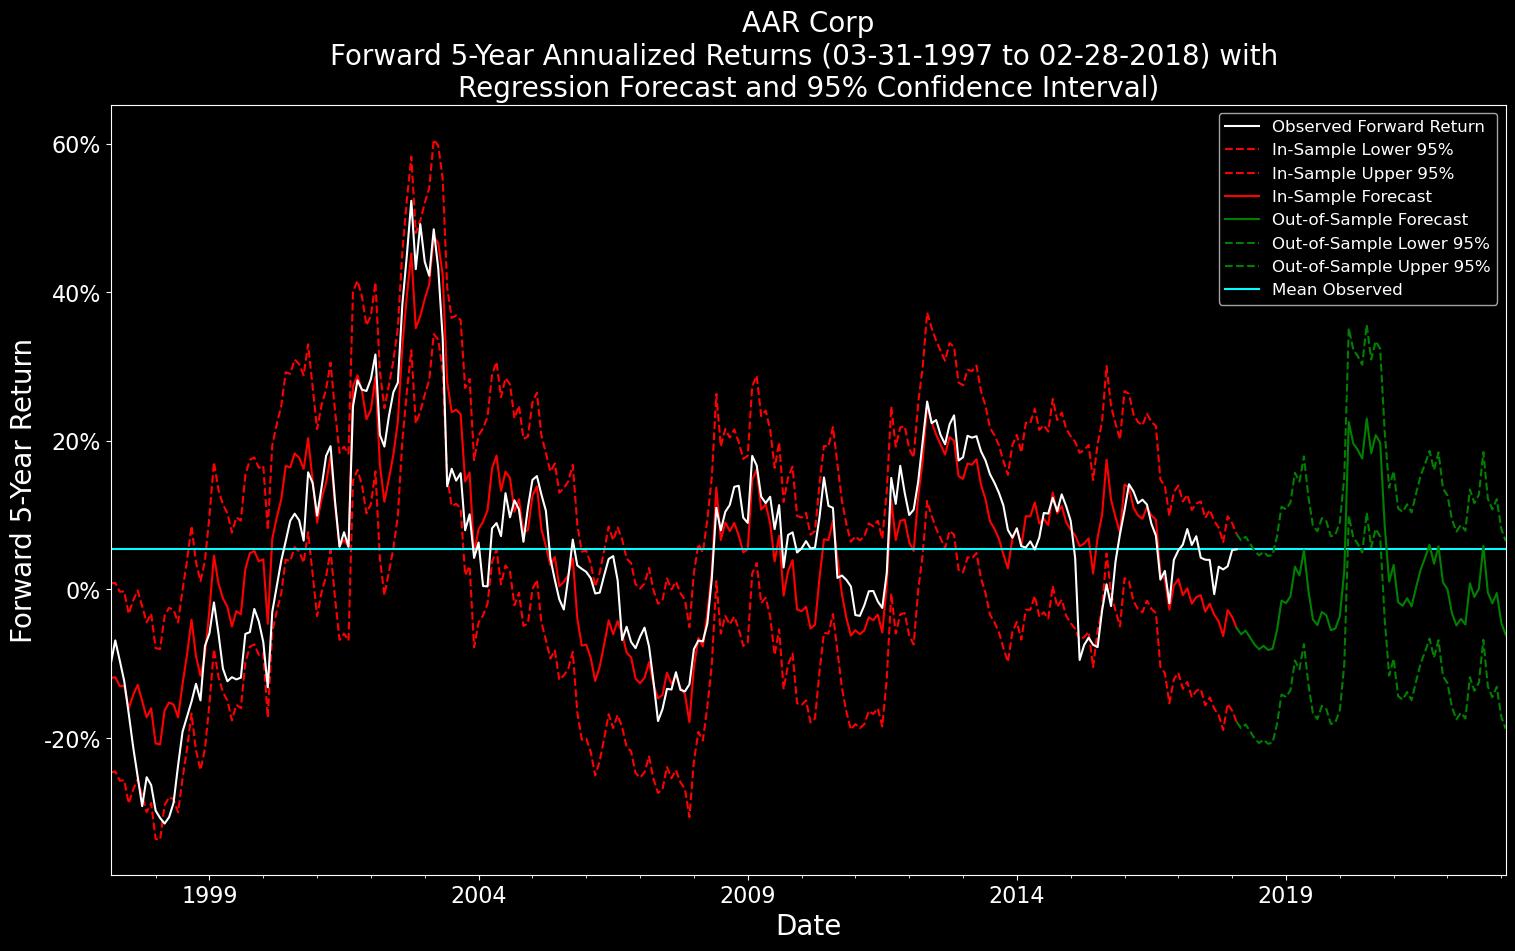 AAR Corp
Forward 5-Year Annualized Returns (03-31-1997 to 02-28-2018) with
Regression Forecast and 95% Confidence Interval)
Forward 5-Year Return
60%
40%
20%
0%
-20%
Observed Forward Return
In-Sample Lower 95%
In-Sample Upper 95%
In-Sample Forecast
Out-of-Sample Forecast
Out-of-Sample Lower 95%
Out-of-Sample Upper 95%
Mean Observed
1999 2004 2009 2014 2019
Date